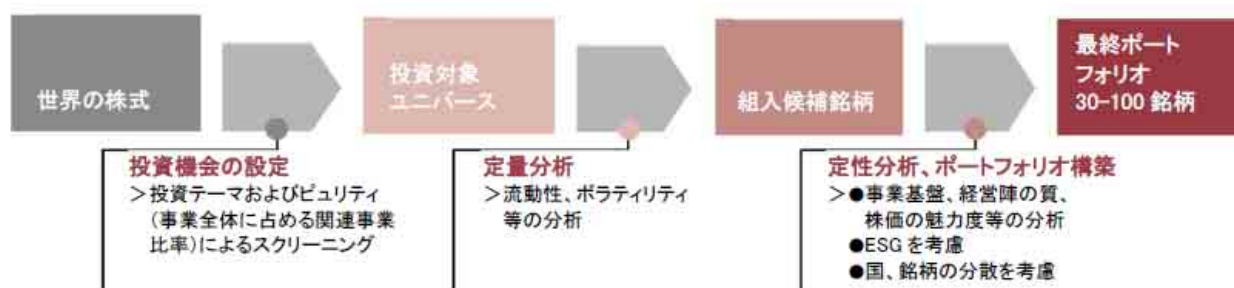 世界の株式
投資対象
ユニバース
組入候補銘柄
最終ポート
フォリオ
30-100 銘柄
投資機会の設定
＞投資テーマおよびピュリティ
（事業全体に占める関連事業
比率）によるスクリーニング
定量分析
＞流動性、ボラティリティ
等の分析
定性分析、ポートフォリオ構築
＞●事業基盤、経営陣の質、
株価の魅力度等の分析
●ESG を考慮
●国、銘柄の分散を考慮